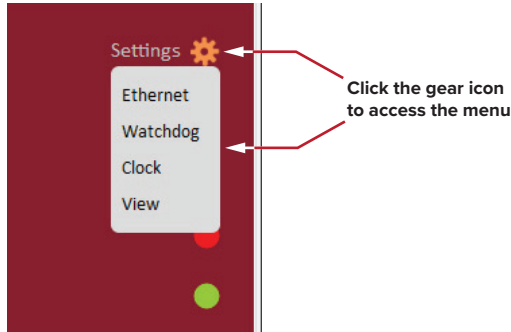 Settings
Ethernet
Watchdog
Clock
View
Click the gear icon
to access the menu